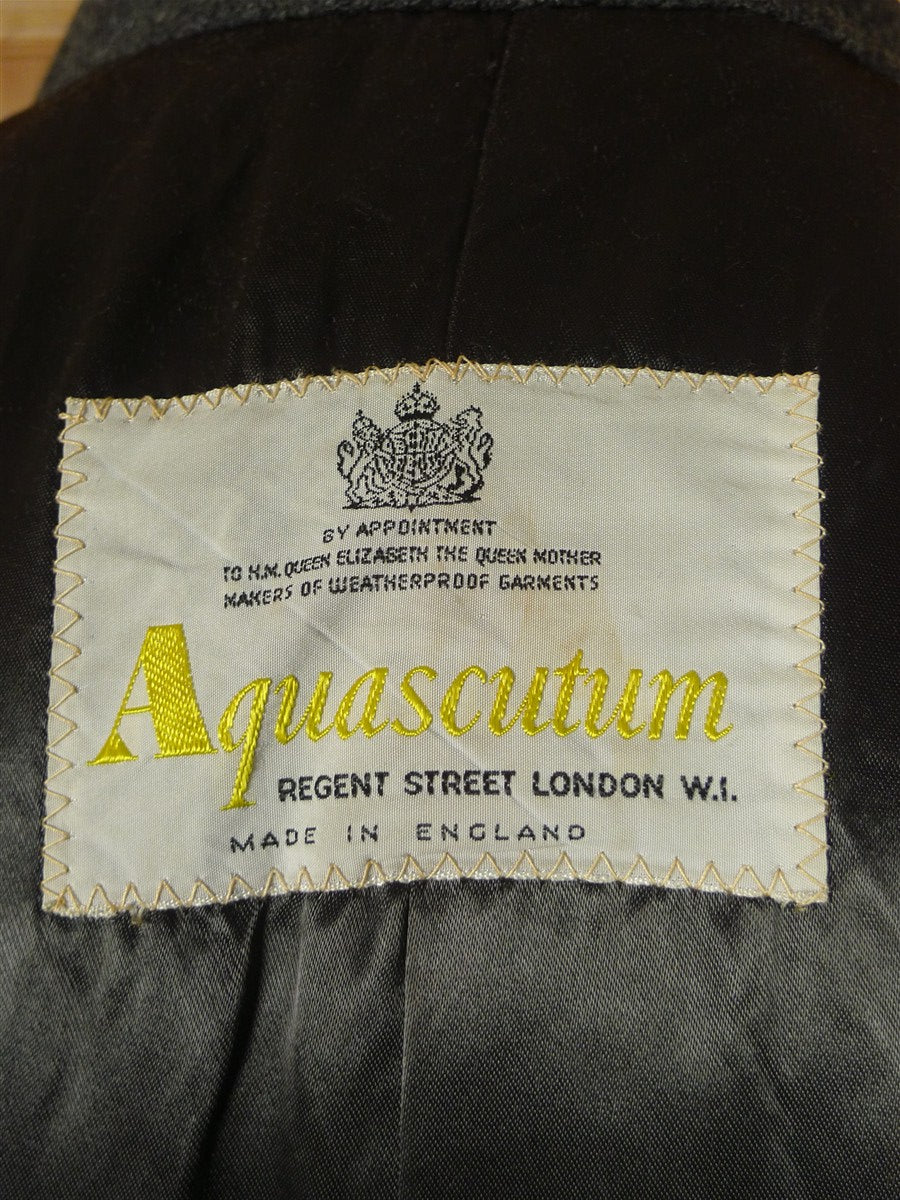 BY APPOINTMENT
TO H.M. QUEEN ELIZABETH THE QUEEN MOTHER
MAKERS OF WEATHERPROOF GARMENTS
Aquascutum
REGENT STREET LONDON W.I.
MADE IN ENGLAND